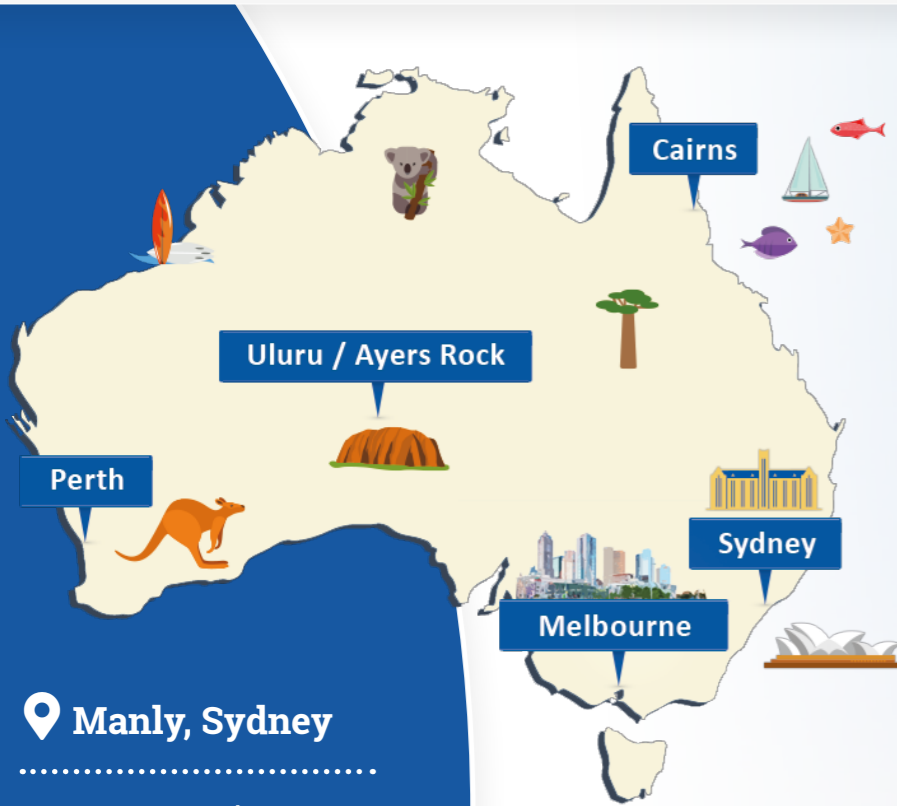 Cairns
Uluru / Ayers Rock
Perth
Sydney
Melbourne
Manly, Sydney